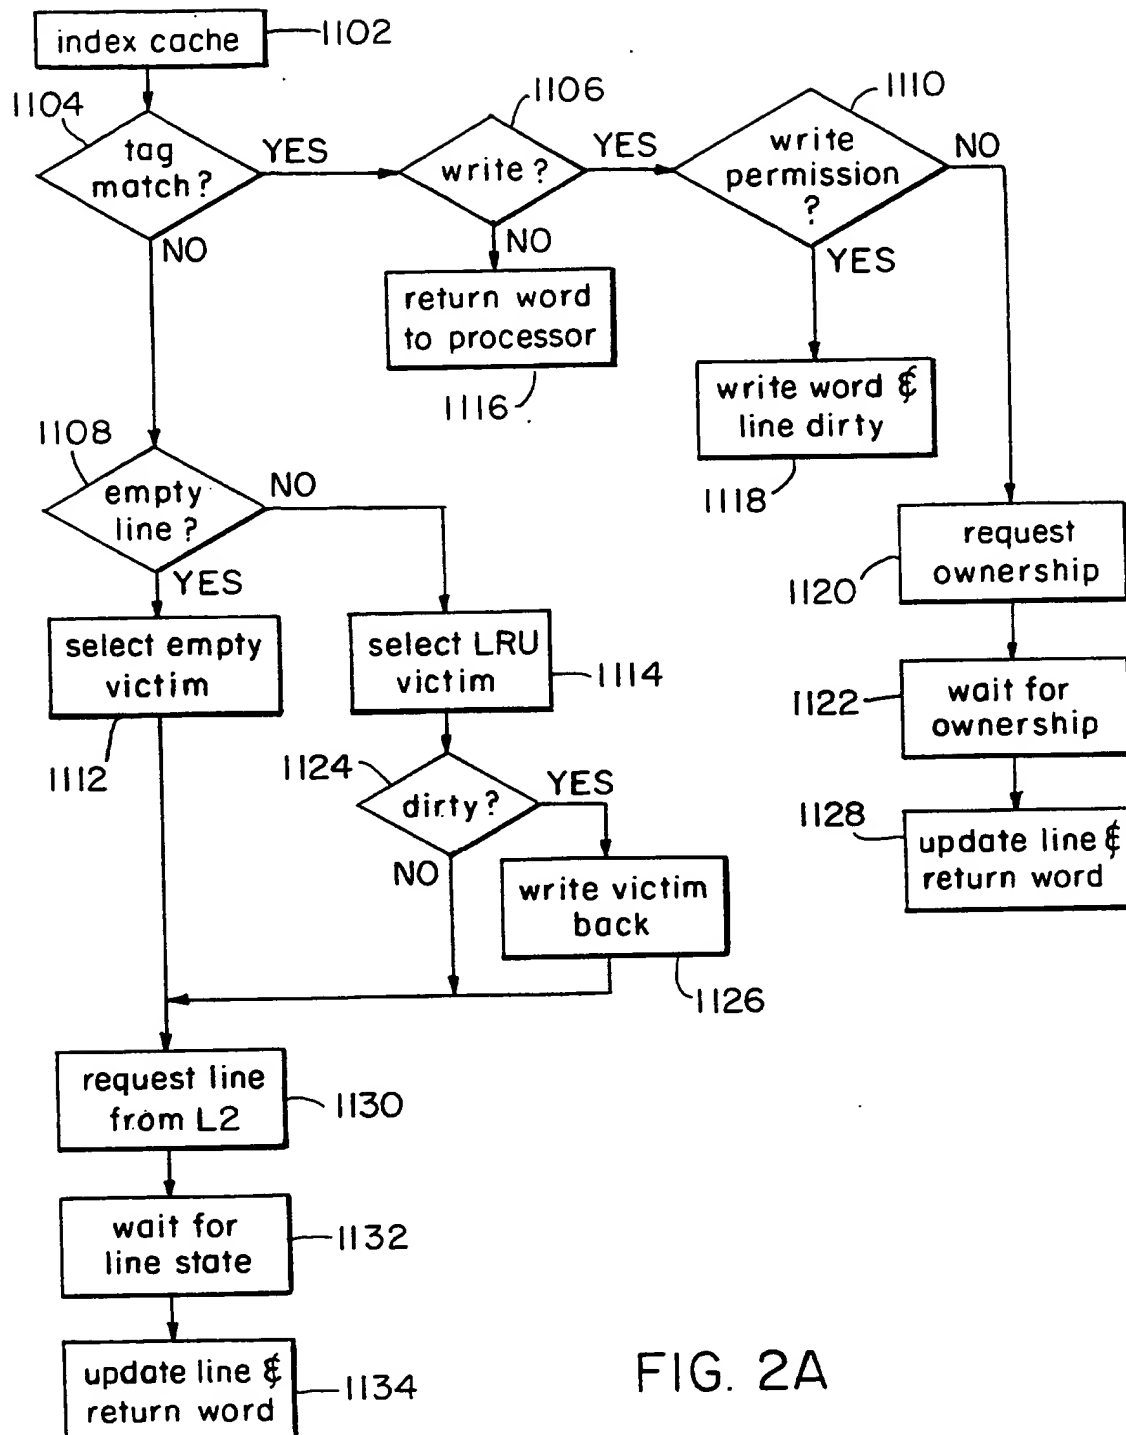 index cache
1102
1104
tag
match?
YES
NO
1106
write?
YES
NO
1110
write
permission
?
NO
YES
return word
to processor
1116
write word &
line dirty
1118
1108
empty
line?
NO
YES
request
ownership
1120
select empty
victim
1112
select LRU
victim
1114
wait for
ownership
1122
1124
dirty?
YES
NO
update line &
return word
1128
write victim
back
1126
request line
from L2
1130
wait for
line state
1132
update line &
return word
1134
FIG. 2A